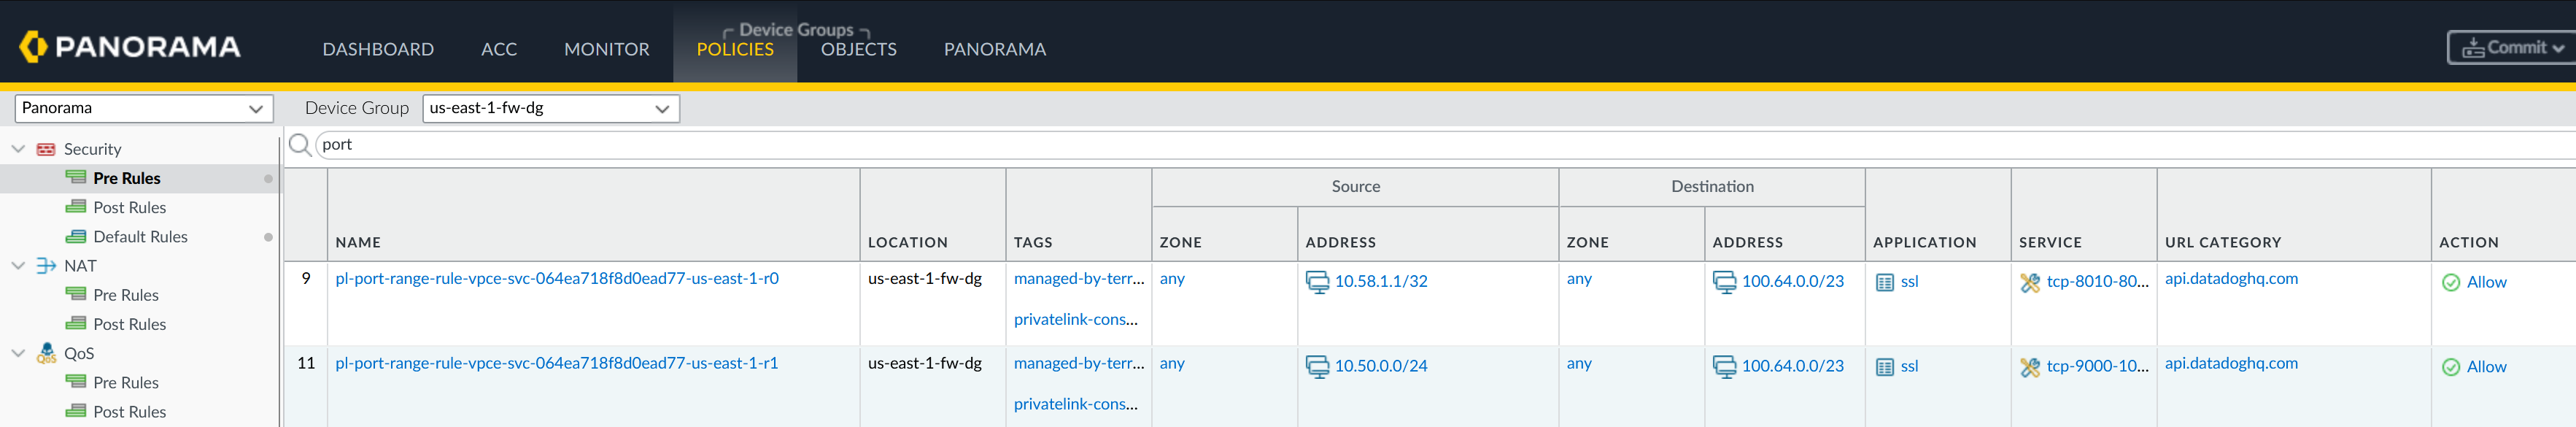 Device Groups
PANORAMA DASHBOARD ACC MONITOR POLICIES OBJECTS PANORAMA Commit
Panorama Device Group us-east-1-fw-dg
port
Security
Pre Rules
Post Rules
Default Rules
NAT
Pre Rules
Post Rules
QoS
QoS
Pre Rules
Post Rules
Source Destination
NAME LOCATION TAGS ZONE ADDRESS ZONE ADDRESS APPLICATION SERVICE URL CATEGORY ACTION
9 pl-port-range-rule-vpce-svc-064ea718f8d0ead77-us-east-1-r0 us-east-1-fw-dg managed-by-terr... any 10.58.1.1/32 any 100.64.0.0/23 ssl tcp-8010-80... api.datadoghq.com Allow
privatelink-cons...
11 pl-port-range-rule-vpce-svc-064ea718f8d0ead77-us-east-1-r1 us-east-1-fw-dg managed-by-terr... any 10.50.0.0/24 any 100.64.0.0/23 ssl tcp-9000-10... api.datadoghq.com Allow
privatelink-cons...